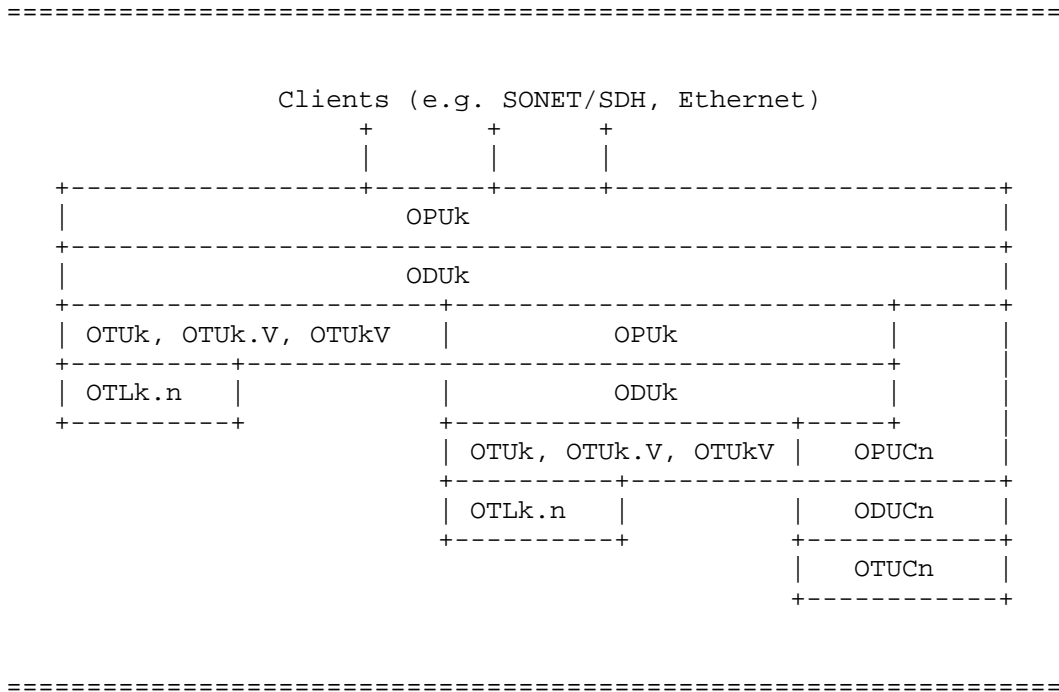 Clients (e.g. SONET/SDH, Ethernet)
OPUk
ODUk
OTUk, OTUk.V, OTUkV OPUk
OTLk.n ODUk
OTUk, OTUk.V, OTUkV OPUCn
OTLk.n ODUCn
OTUCn